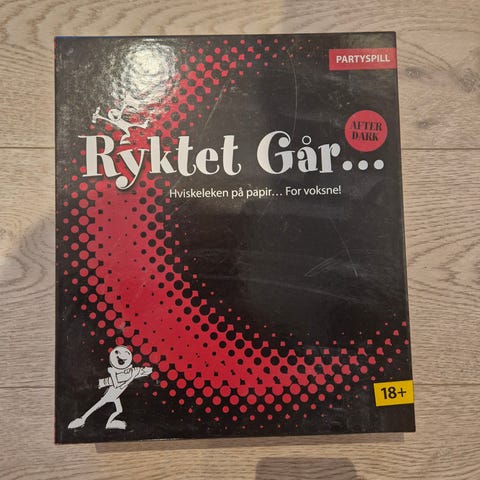 PARTYSPILL
AFTER
DARK
Ryktet Går...
Hviskeleken på papir... For voksne!
18+